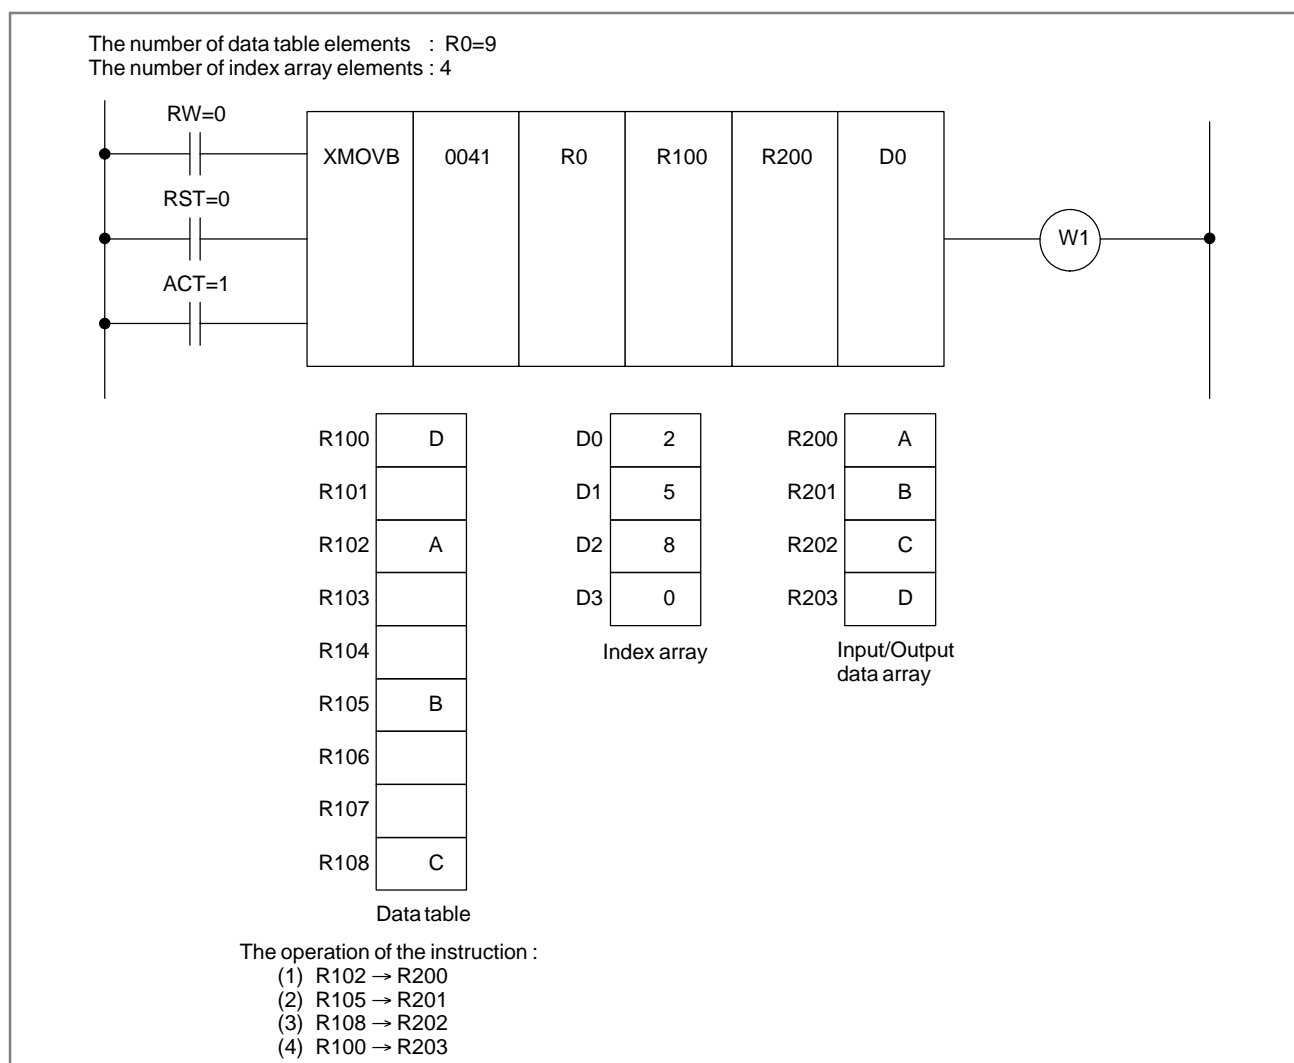 The number of data table elements : R0=9
The number of index array elements : 4
RW=0
XMOVB 0041 R0 R100 R200 D0
RST=0
W1
ACT=1
R100 D
R101
R102 A
R103
R104
R105 B
R106
R107
R108 C
Data table
D0 2
D1 5
D2 8
D3 0
Index array
R200 A
R201 B
R202 C
R203 D
Input/Output
data array
The operation of the instruction :
(1) R102 → R200
(2) R105 → R201
(3) R108 → R202
(4) R100 → R203